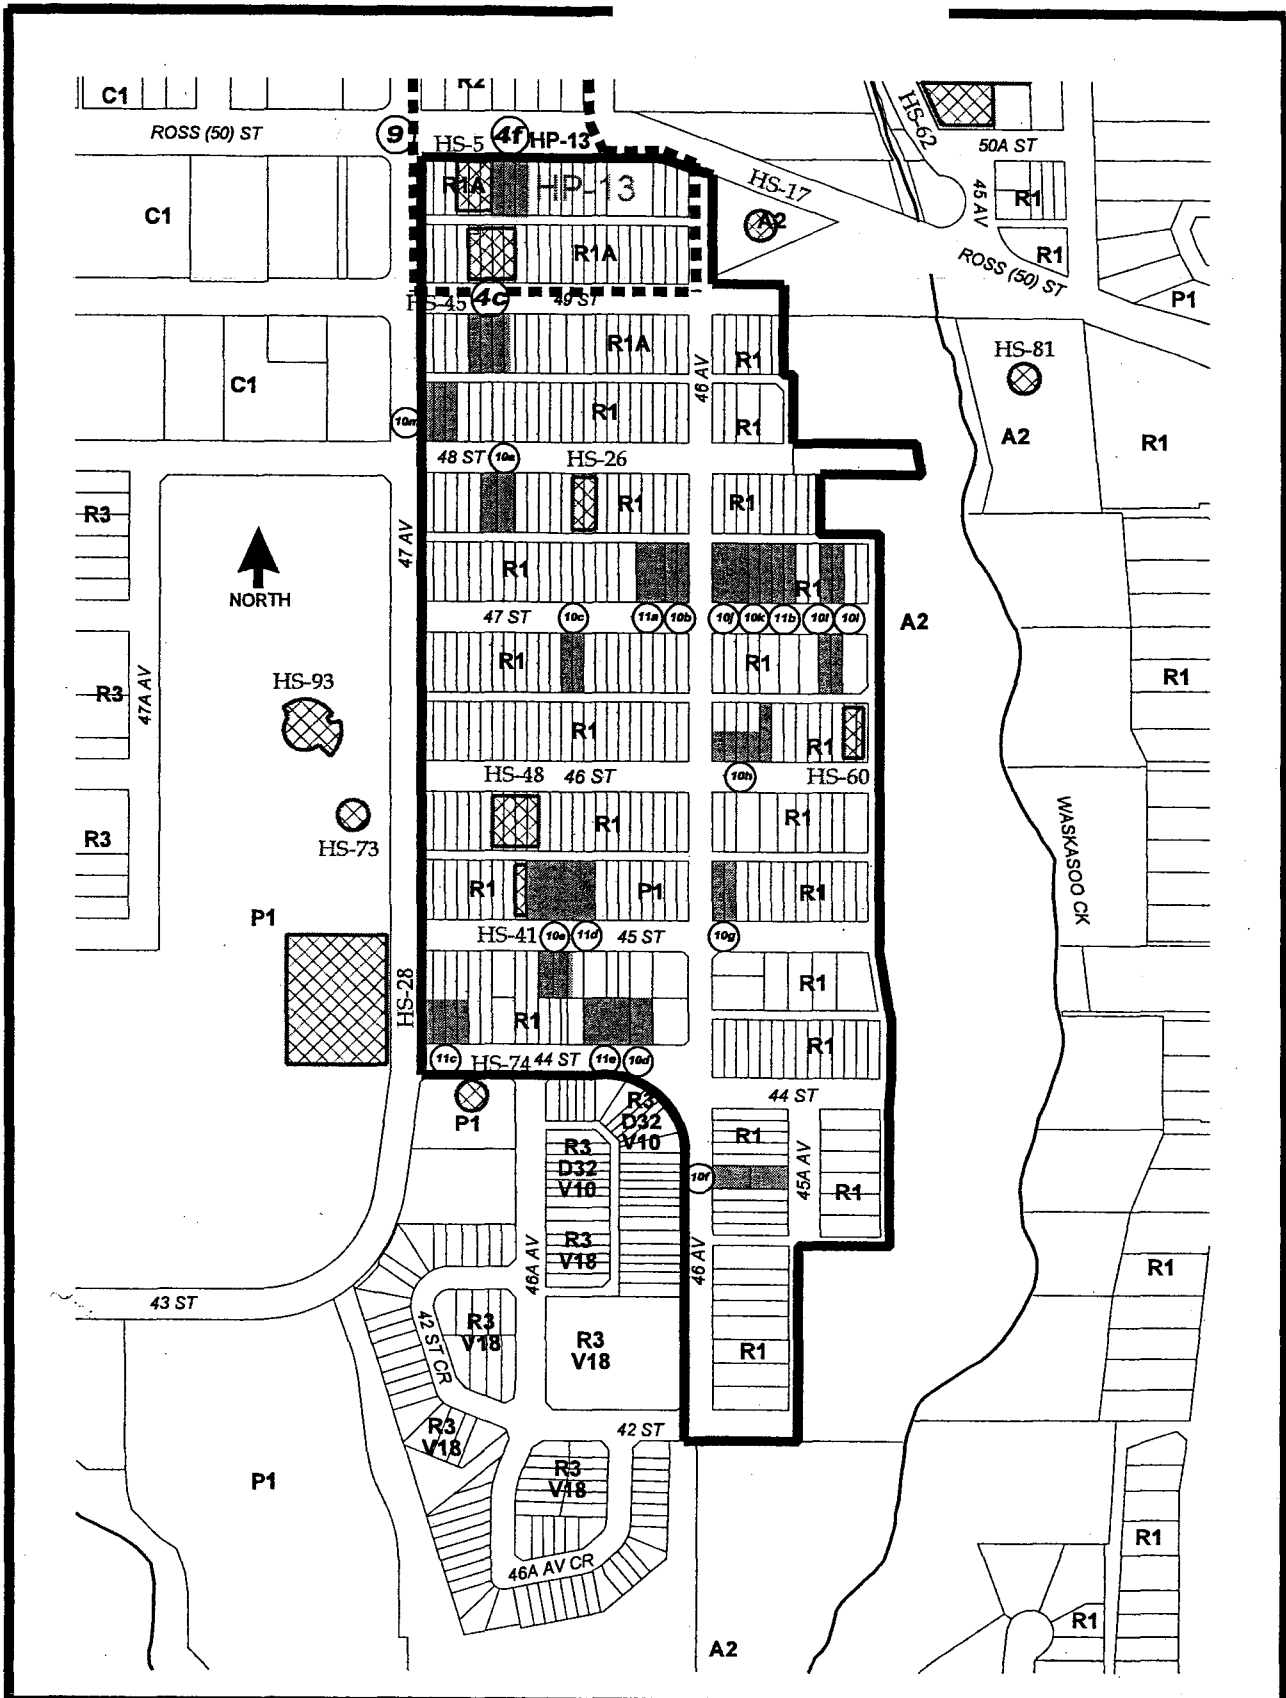 R2
C1
HS-62
ROSS (50) ST
9
HS-5
4f
HP-13
50A ST
R1A
HP-13
HS-17
45 AV
R1
C1
A2
R1A
R1
ROSS (50) ST
P1
HS-45
4c
49 ST
R1A
R1
HS-81
C1
46 AV
R1
R1
10m
A2
R1
48 ST
10a
HS-26
R3
R1
R1
47 AV
R1
R1
NORTH
47 ST
10c
11a
10b
10j
10k
11b
10l
10i
A2
R1
R1
R1
HS-93
R3
47A AV
R1
R1
HS-48
46 ST
10h
HS-60
WASKASOO CK
R3
HS-73
R1
R1
R1
P1
R1
P1
HS-41
10e
11d
45 ST
10g
HS-28
R1
R1
R1
11c
HS-74
44 ST
11e
10d
44 ST
P1
R3
D32
V10
R1
R3
D32
V10
10f
45A AV
R1
R3
V18
46A AV
46 AV
R1
43 ST
42 ST CR
R3
V18
R3
V18
R1
R3
V18
42 ST
P1
R3
V18
R1
46A AV CR
R1
A2